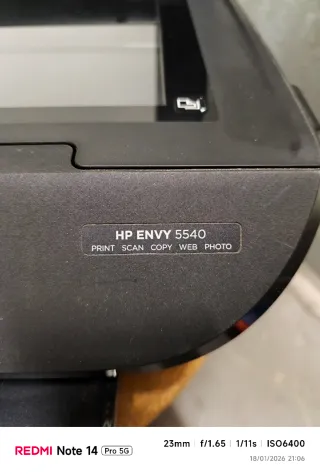 HP ENVY 5540
PRINT SCAN COPY WEB PHOTO
REDMI Note 14 Pro 5G
23mm f/1.65 1/11s ISO6400
18/01/2026 21:06